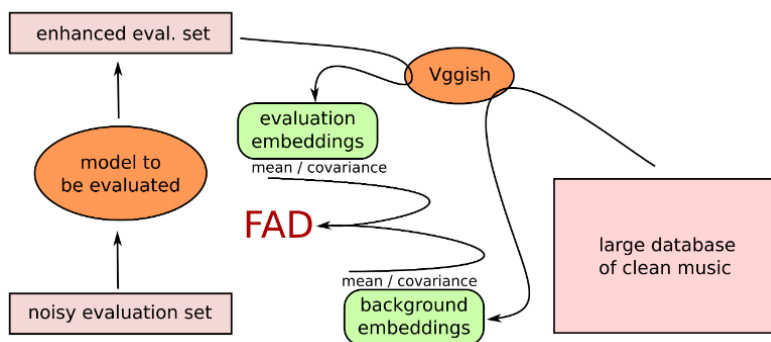 enhanced eval. set
Vggish
evaluation
embeddings
mean / covariance
model to
be evaluated
FAD
large database
of clean music
mean / covariance
noisy evaluation set
background
embeddings